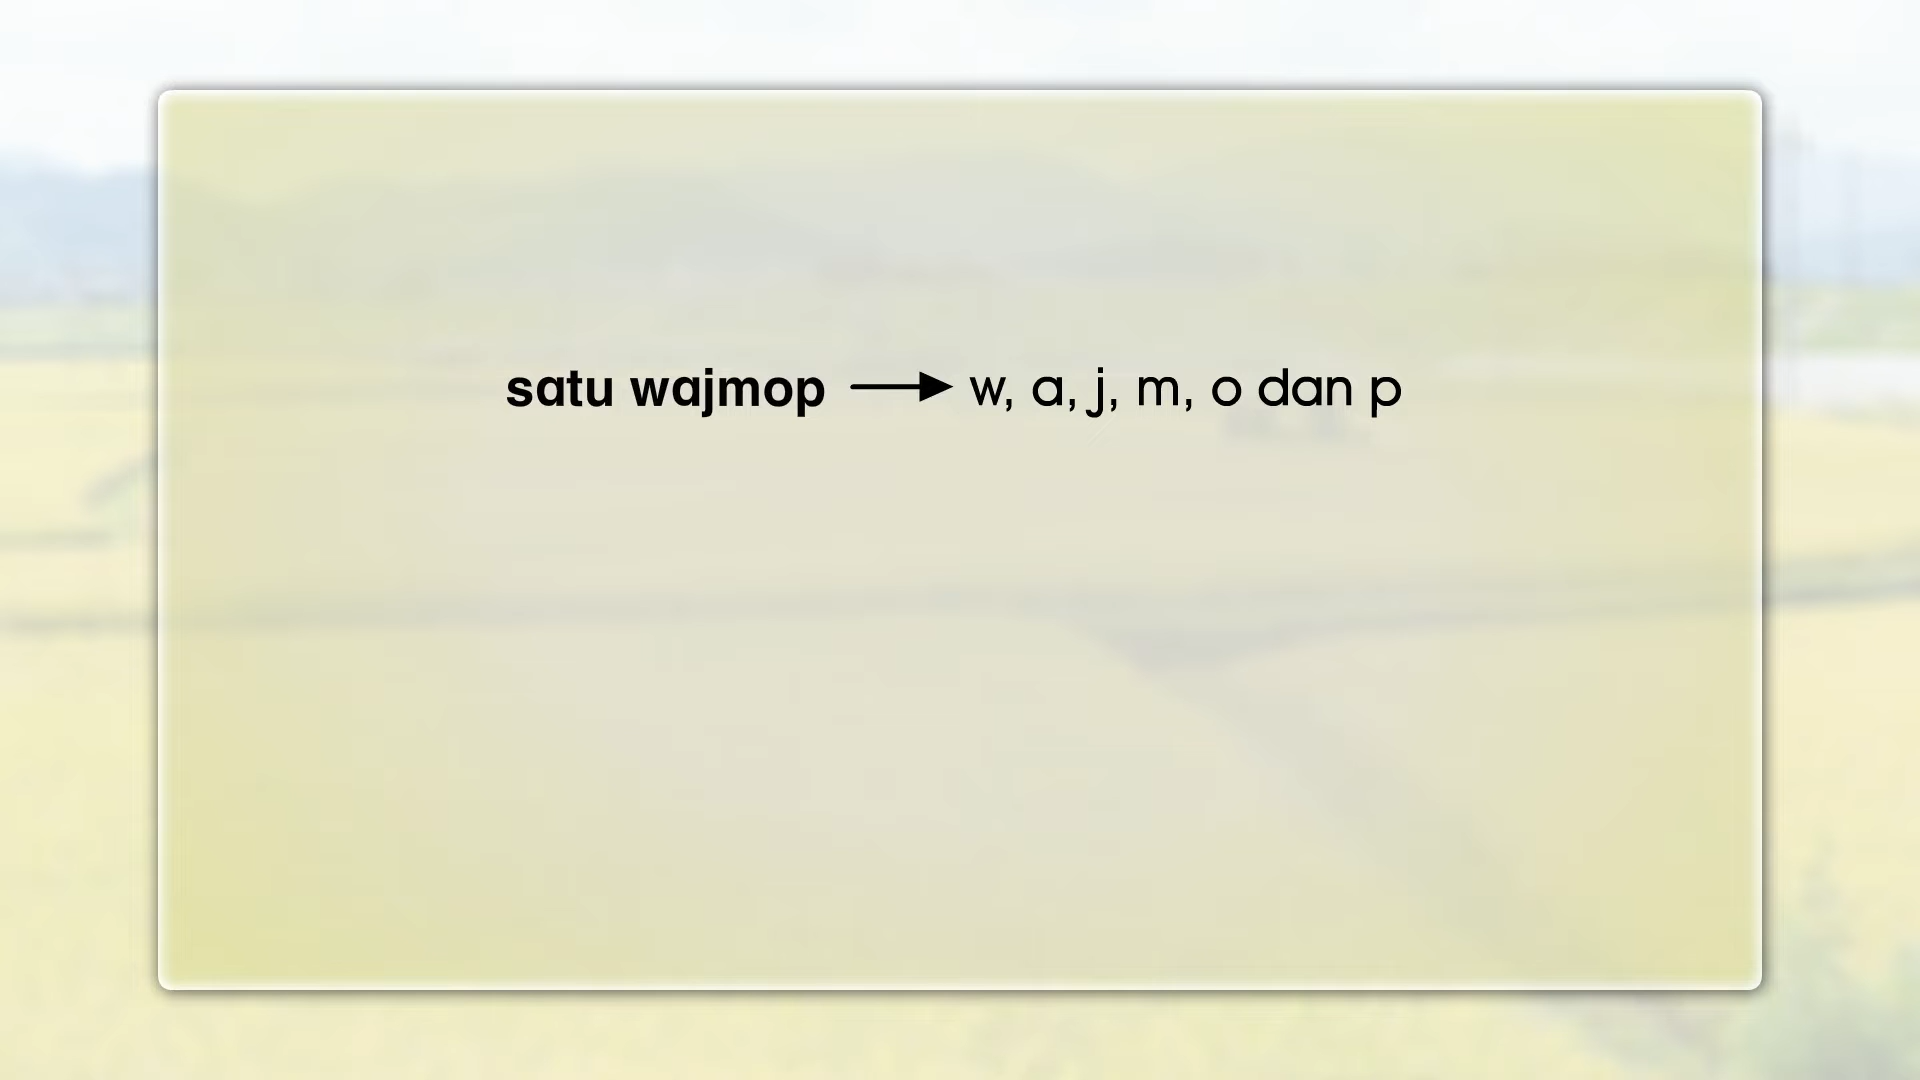 satu wajmop → w, a, j, m, o dan p